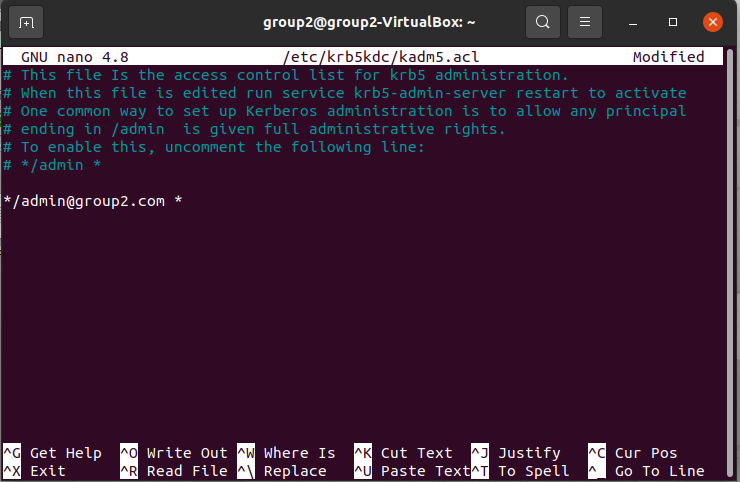 group2@group2-VirtualBox: ~
GNU nano 4.8 /etc/krb5kdc/kadm5.acl Modified
# This file Is the access control list for krb5 administration.
# When this file is edited run service krb5-admin-server restart to activate
# One common way to set up Kerberos administration is to allow any principal
# ending in /admin  is given full administrative rights.
# To enable this, uncomment the following line:
# */admin *
*/admin@group2.com *
^G Get Help ^O Write Out ^W Where Is ^K Cut Text ^J Justify ^C Cur Pos
^X Exit ^R Read File ^\ Replace ^U Paste Text ^T To Spell ^_ Go To Line